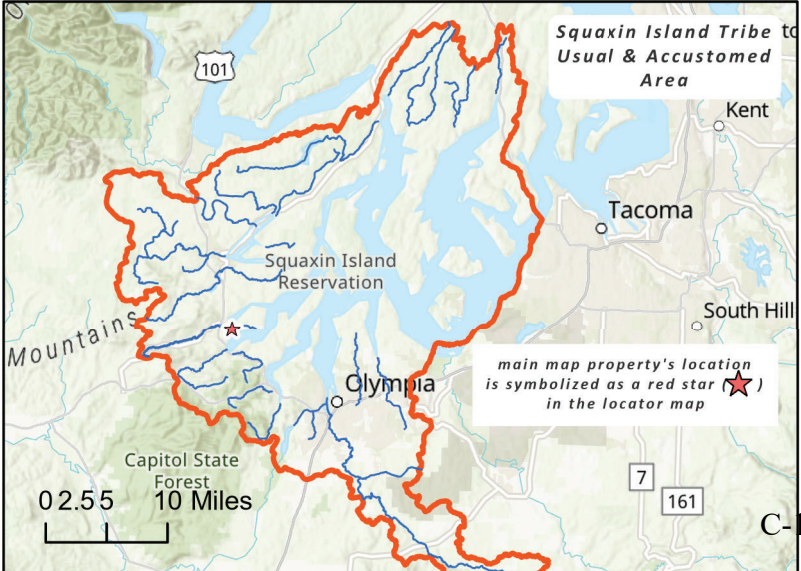 Squaxin Island Tribe
Usual & Accustomed
Area
101
Kent
Tacoma
Squaxin Island
Reservation
South Hill
Mountains
main map property's location
is symbolized as a red star ( )
in the locator map
Olympia
Capitol State
Forest
7
161
0 2.5 5 10 Miles